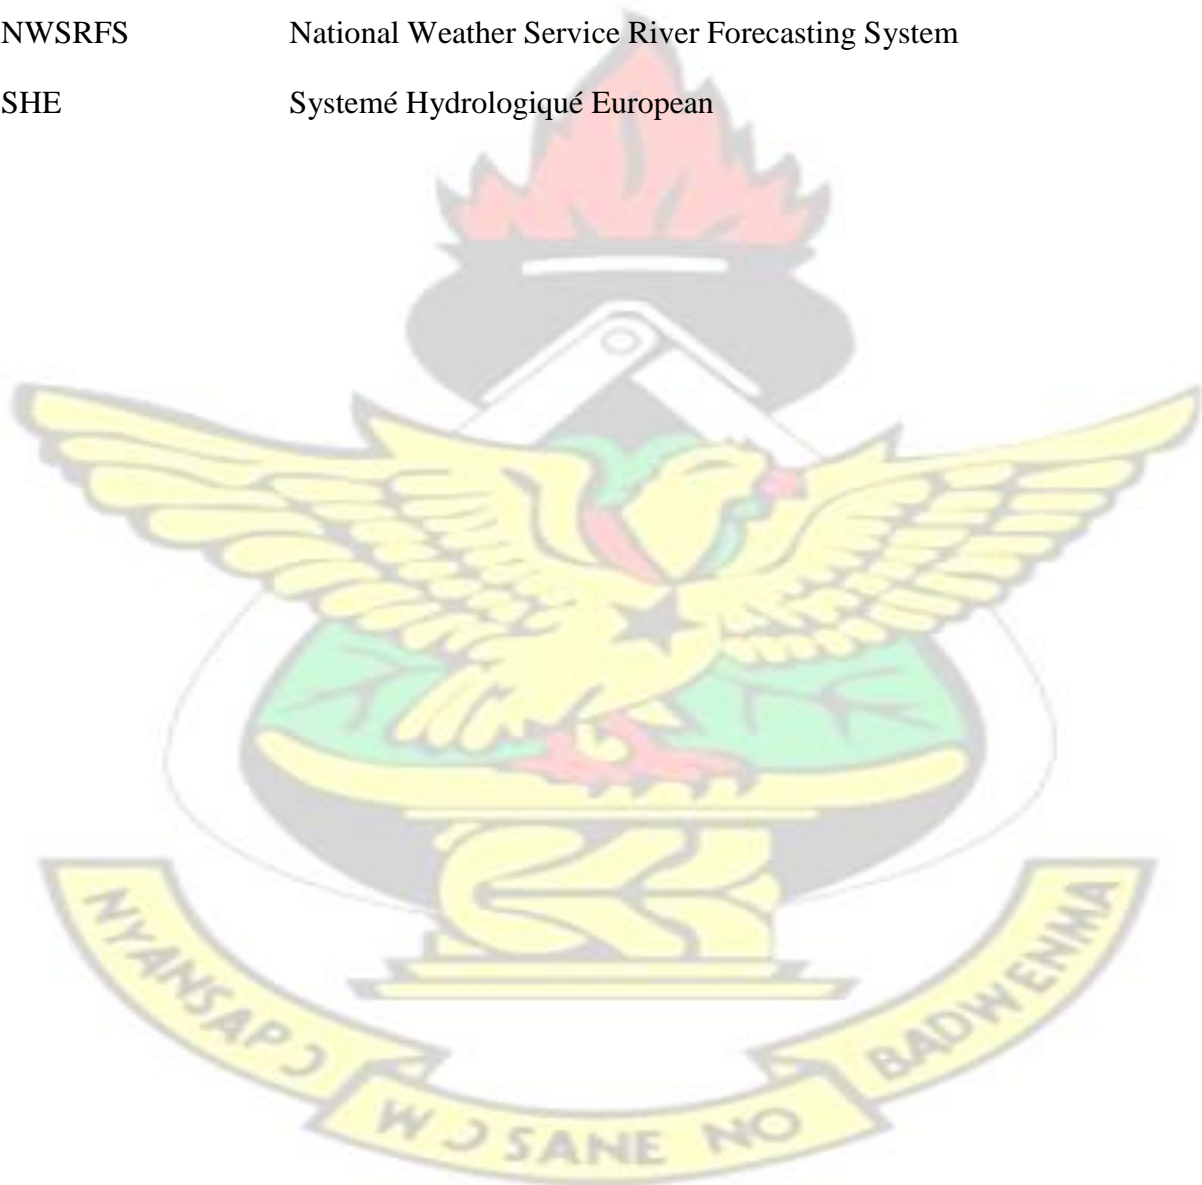 NWSRFS National Weather Service River Forecasting System
SHE Systemé Hydrologiqué European
NYANSAPƆ
WƆSANE NO
BADWENMA